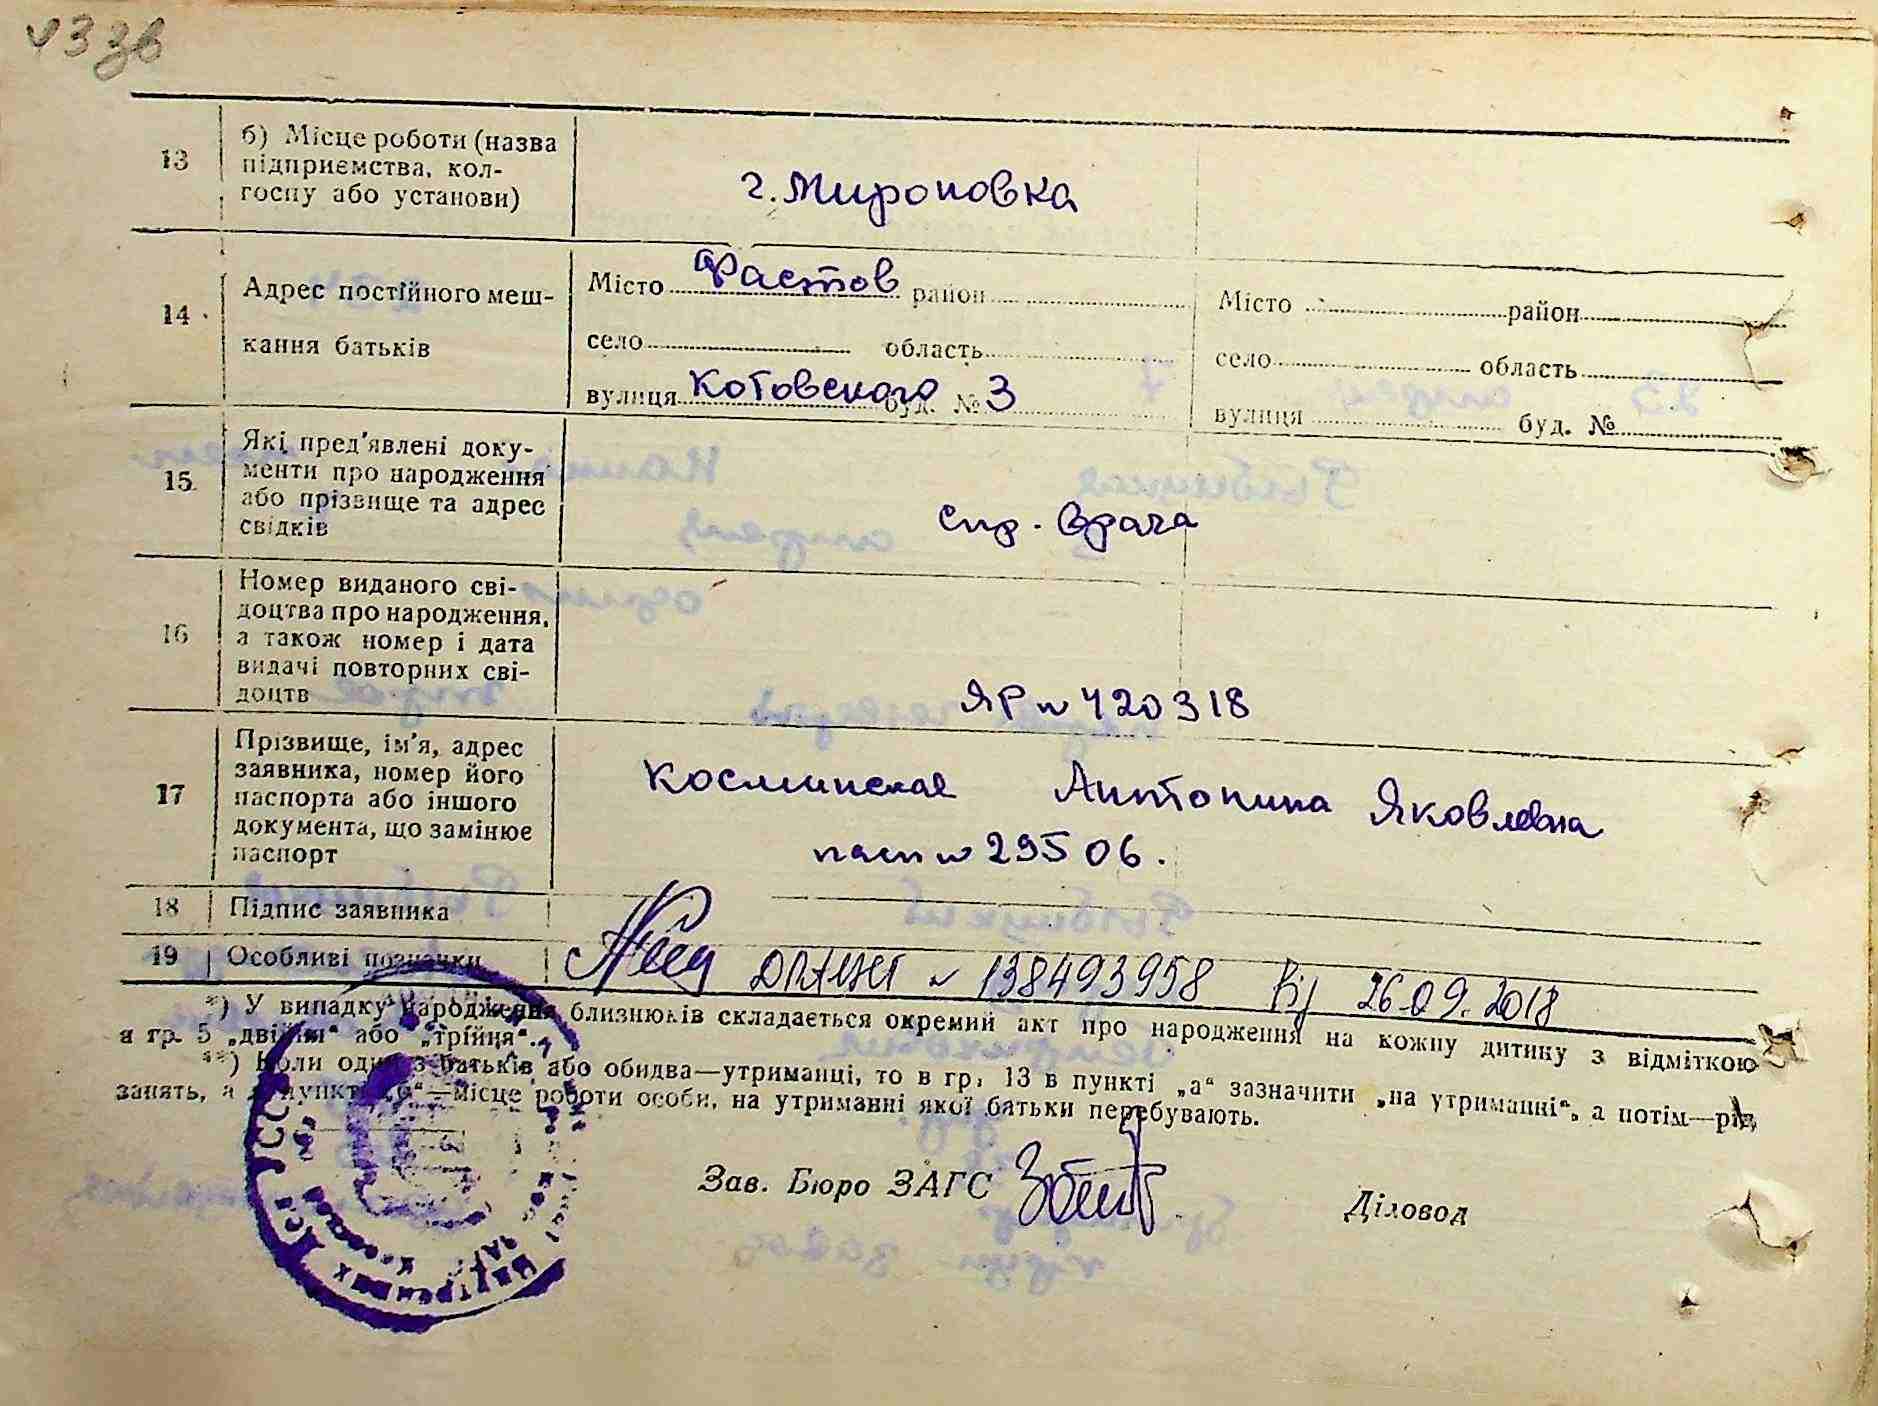 13
б) Місце роботи (назва
підприємства, кол-
госпу або установи)
г. Мироновка
14
Адрес постійного меш-
кання батьків
Місто Фастов район
село область
вулиця Котовского буд. № 3
Місто район
село область
вулиця буд. №
15
Які пред'явлені доку-
менти про народження
або прізвище та адрес
свідків
спр. врача
16
Номер виданого сві-
доцтва про народження,
а також номер і дата
видачі повторних сві-
доцтв
ЯР № 420318
17
Прізвище, ім'я, адрес
заявника, номер його
паспорта або іншого
документа, що замінює
паспорт
Косминская Антонина Яковлевна
пасп № 29506.
18
Підпис заявника
19
Особливі позначки
№ 138493958 Від 26.09.2018
*) У випадку народження близнюків складається окремий акт про народження на кожну дитину з відміткою
в гр. 5 „двійня“ або „трійня“.
**) Коли один з батьків або обидва—утриманці, то в гр. 13 в пункті „а“ зазначити „на утриманні“, а потім—рід
занять, а в пункті „б“—місце роботи особи, на утриманні якої батьки перебувають.
Зав. Бюро ЗАГС
Діловод